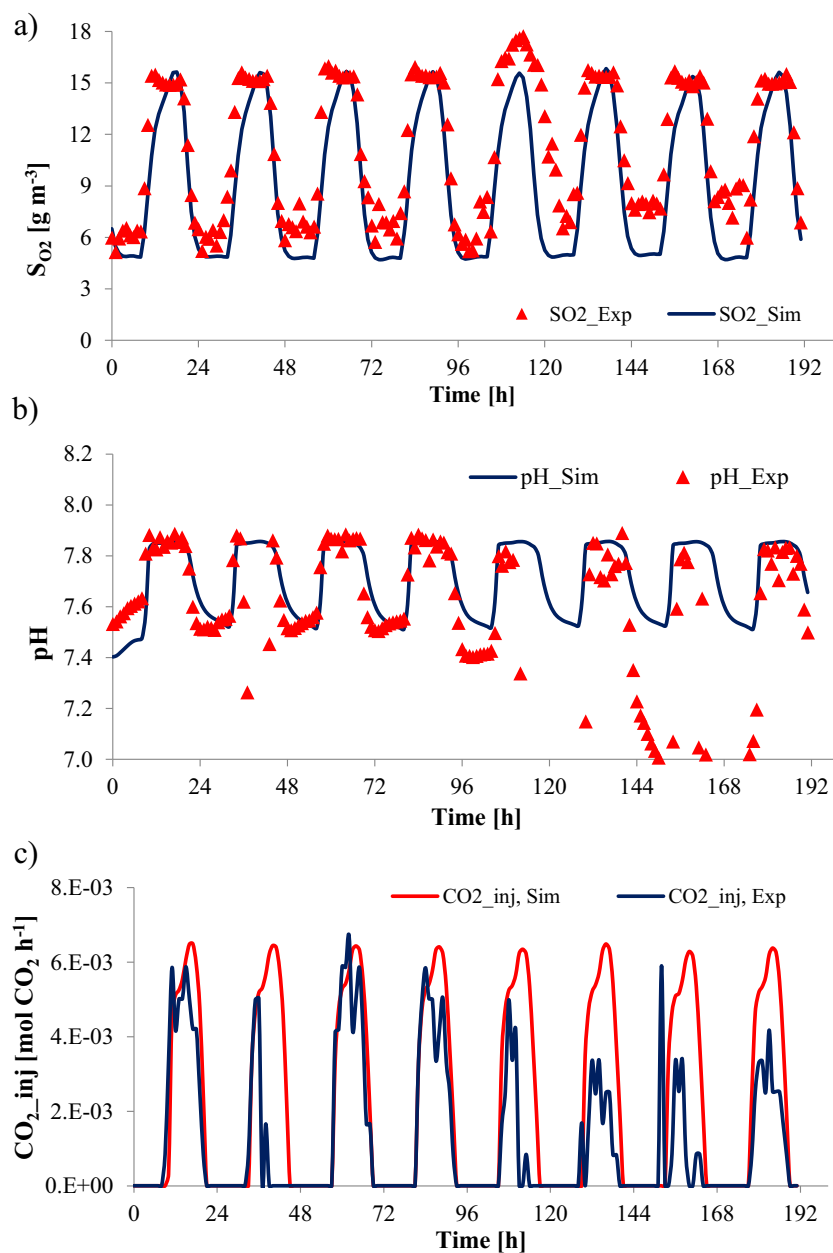 a)
18
15
12
9
6
3
0
S_O2 [g m⁻³]
SO2_Exp SO2_Sim
0 24 48 72 96 120 144 168 192
Time [h]
b)
8.2
8.0
7.8
7.6
7.4
7.2
7.0
pH
pH_Sim pH_Exp
0 24 48 72 96 120 144 168 192
Time [h]
c)
8.E-03
6.E-03
4.E-03
2.E-03
0.E+00
CO₂_inj [mol CO₂ h⁻¹]
CO2_inj, Sim CO2_inj, Exp
0 24 48 72 96 120 144 168 192
Time [h]